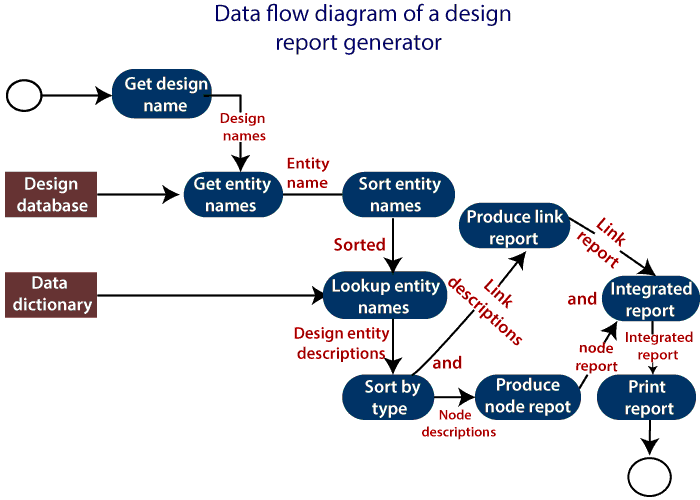 Data flow diagram of a design
report generator
Get design
name
Design
names
Design
database
Get entity
names
Entity
name
Sort entity
names
Sorted
Produce link
report
Link
report
Data
dictionary
Lookup entity
names
Link
descriptions
and
Integrated
report
Design entity
descriptions
and
Sort by
type
Node
descriptions
Produce
node repot
node
report
Integrated
report
Print
report